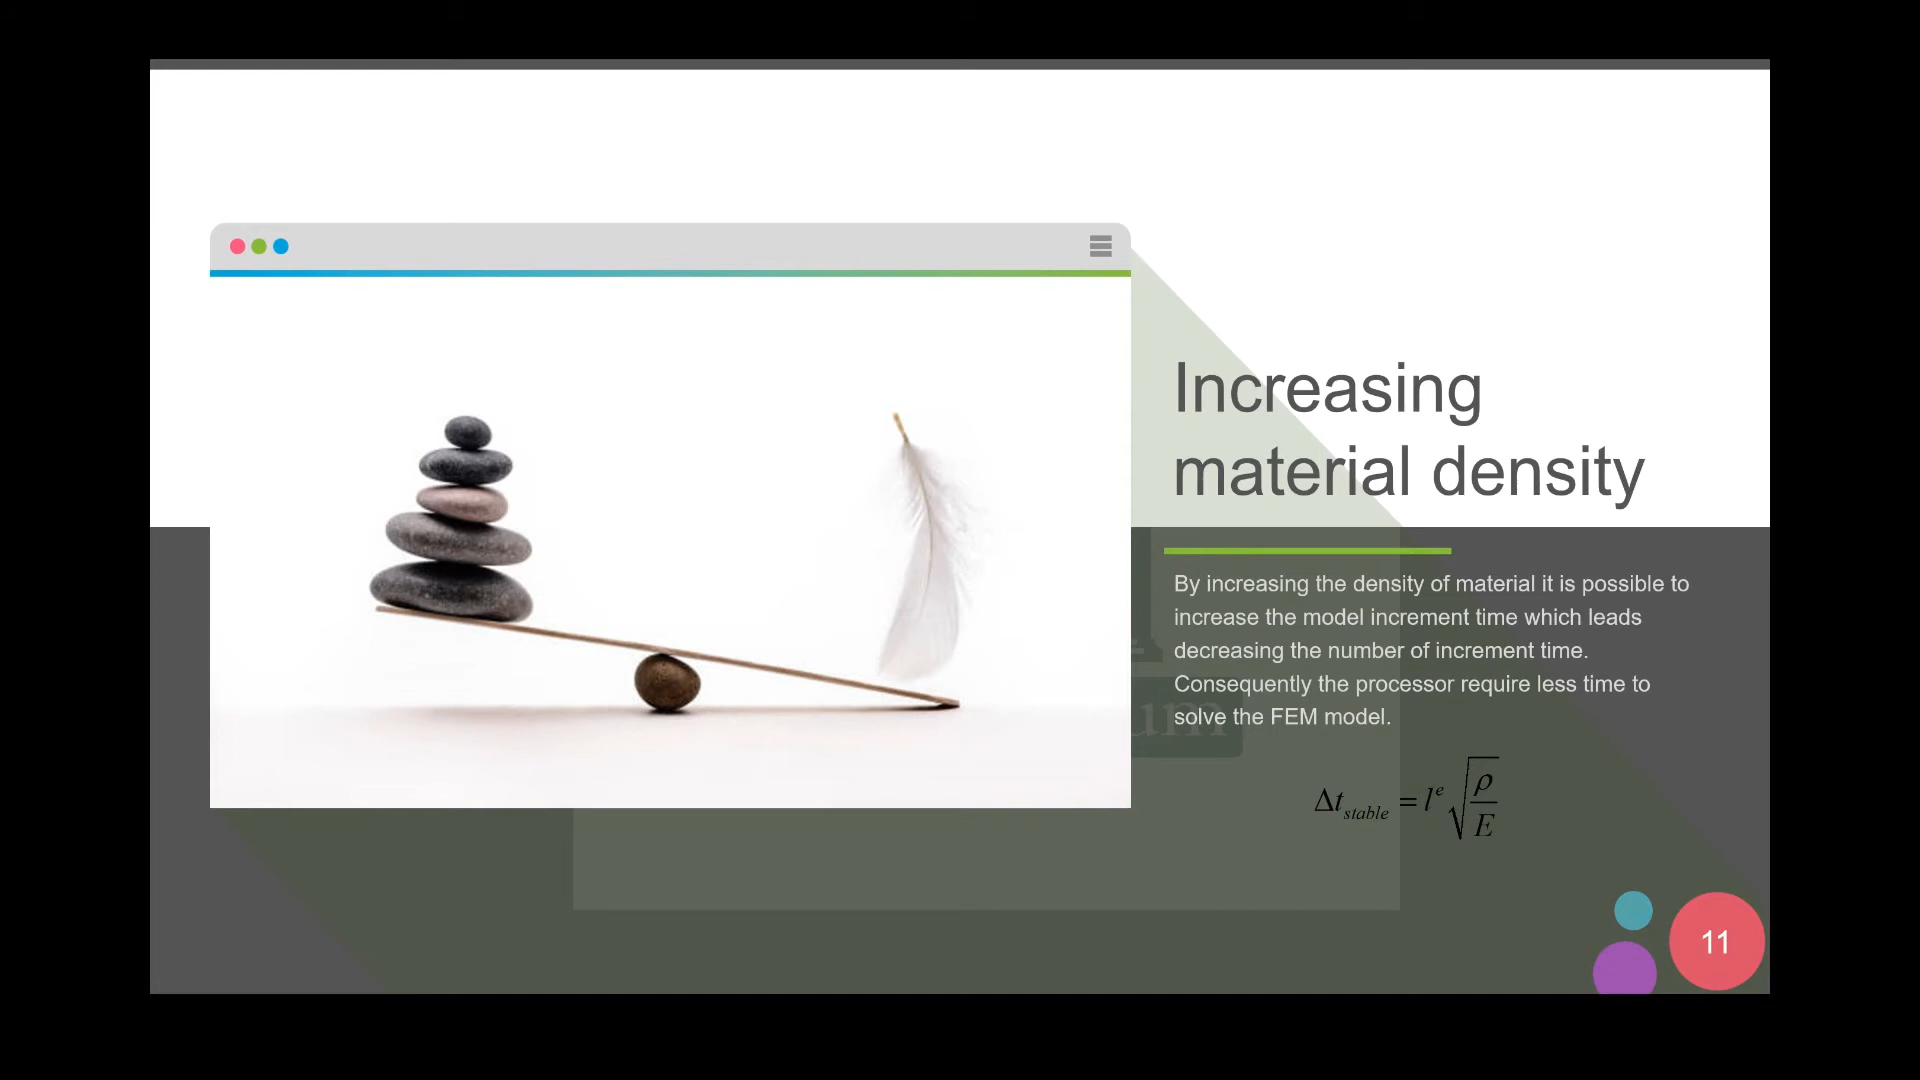 Increasing
material density
By increasing the density of material it is possible to
increase the model increment time which leads
decreasing the number of increment time.
Consequently the processor require less time to
solve the FEM model.
Δt_stable = l^e √(ρ/E)
11